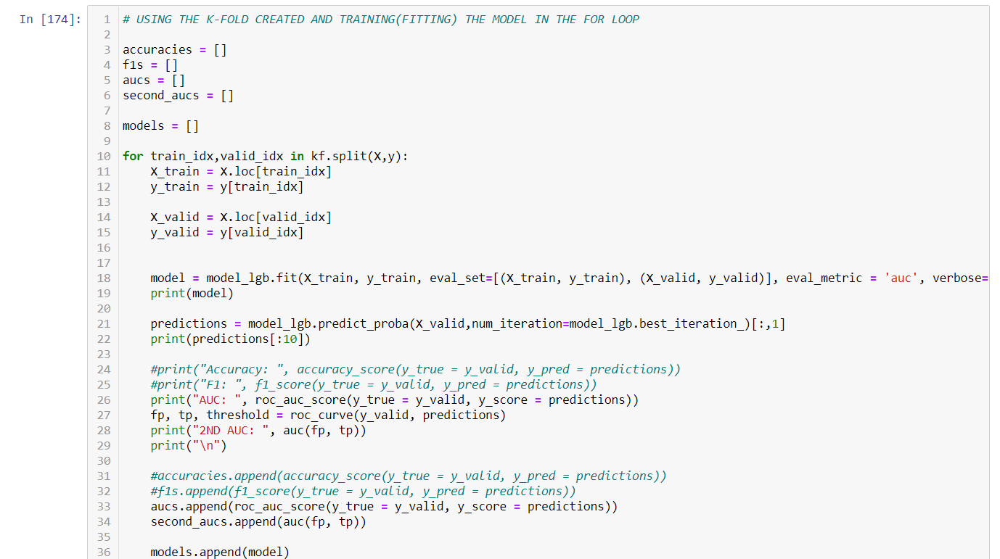 In [174]:
1 # USING THE K-FOLD CREATED AND TRAINING(FITTING) THE MODEL IN THE FOR LOOP
2
3 accuracies = []
4 f1s = []
5 aucs = []
6 second_aucs = []
7
8 models = []
9
10 for train_idx,valid_idx in kf.split(X,y):
11     X_train = X.loc[train_idx]
12     y_train = y[train_idx]
13
14     X_valid = X.loc[valid_idx]
15     y_valid = y[valid_idx]
16
17
18     model = model_lgb.fit(X_train, y_train, eval_set=[(X_train, y_train), (X_valid, y_valid)], eval_metric = 'auc', verbose=
19     print(model)
20
21     predictions = model_lgb.predict_proba(X_valid,num_iteration=model_lgb.best_iteration_)[:,1]
22     print(predictions[:10])
23
24     #print("Accuracy: ", accuracy_score(y_true = y_valid, y_pred = predictions))
25     #print("F1: ", f1_score(y_true = y_valid, y_pred = predictions))
26     print("AUC: ", roc_auc_score(y_true = y_valid, y_score = predictions))
27     fp, tp, threshold = roc_curve(y_valid, predictions)
28     print("2ND AUC: ", auc(fp, tp))
29     print("\n")
30
31     #accuracies.append(accuracy_score(y_true = y_valid, y_pred = predictions))
32     #f1s.append(f1_score(y_true = y_valid, y_pred = predictions))
33     aucs.append(roc_auc_score(y_true = y_valid, y_score = predictions))
34     second_aucs.append(auc(fp, tp))
35
36     models.append(model)